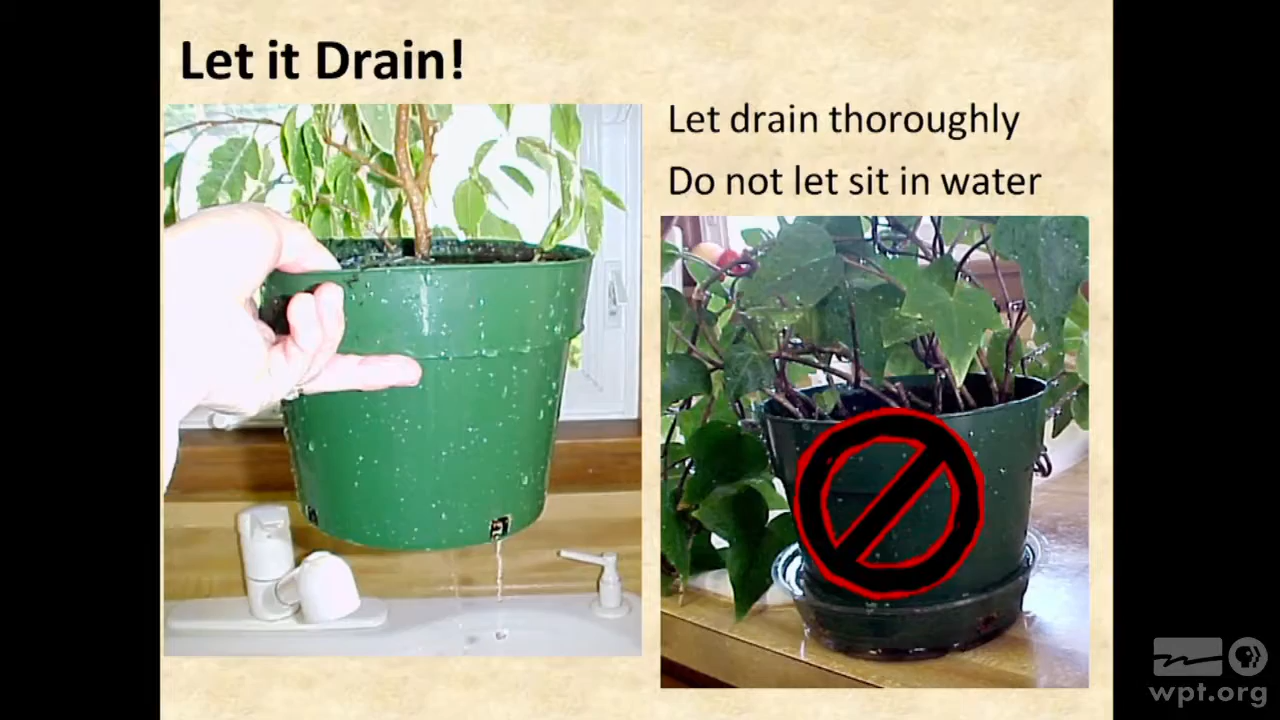 Let it Drain!
Let drain thoroughly
Do not let sit in water
wpt.org